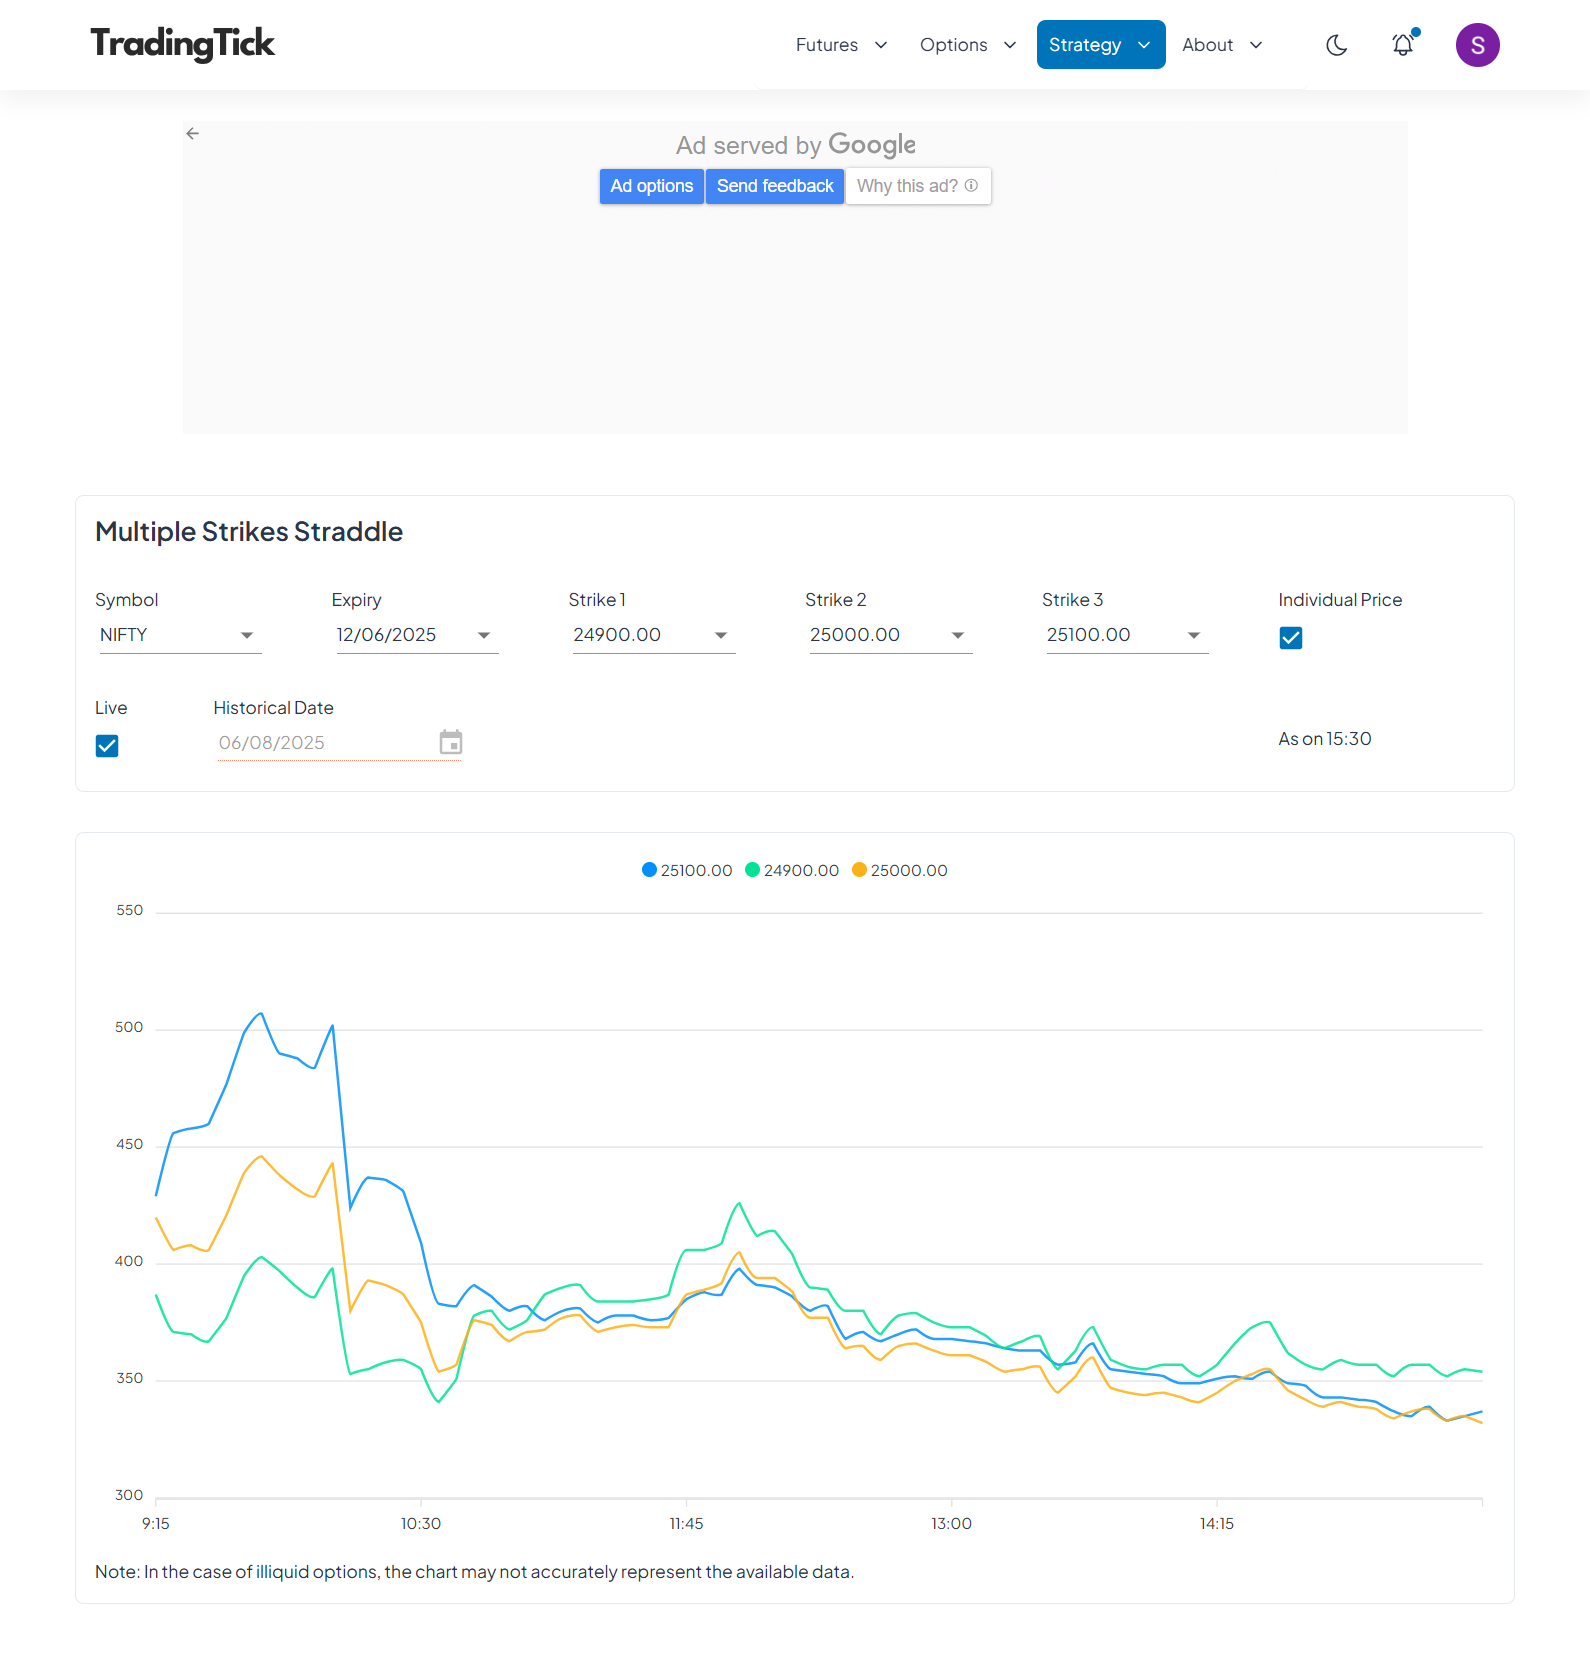 TradingTick
Futures Options Strategy About S
Ad served by Google
Ad options Send feedback Why this ad?
Multiple Strikes Straddle
Symbol Expiry Strike 1 Strike 2 Strike 3 Individual Price
NIFTY 12/06/2025 24900.00 25000.00 25100.00
Live Historical Date
06/08/2025 As on 15:30
25100.00 24900.00 25000.00
550
500
450
400
350
300
9:15 10:30 11:45 13:00 14:15
Note: In the case of illiquid options, the chart may not accurately represent the available data.